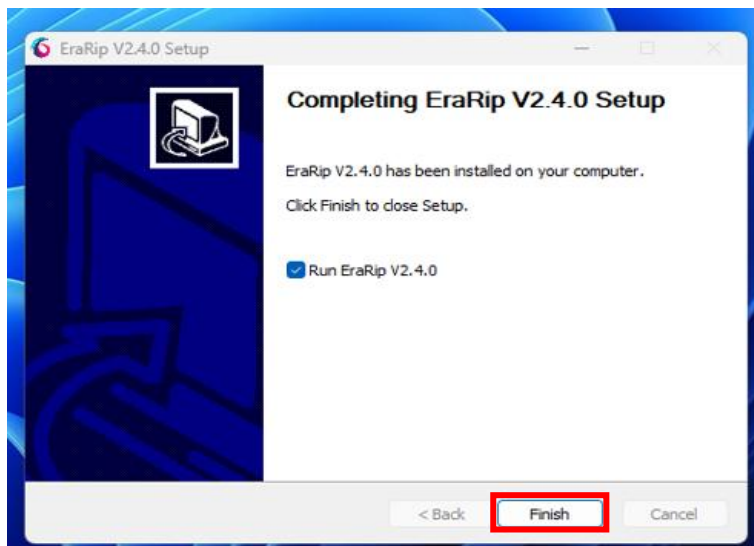 EraRip V2.4.0 Setup
Completing EraRip V2.4.0 Setup
EraRip V2.4.0 has been installed on your computer.
Click Finish to close Setup.
Run EraRip V2.4.0
< Back
Finish
Cancel